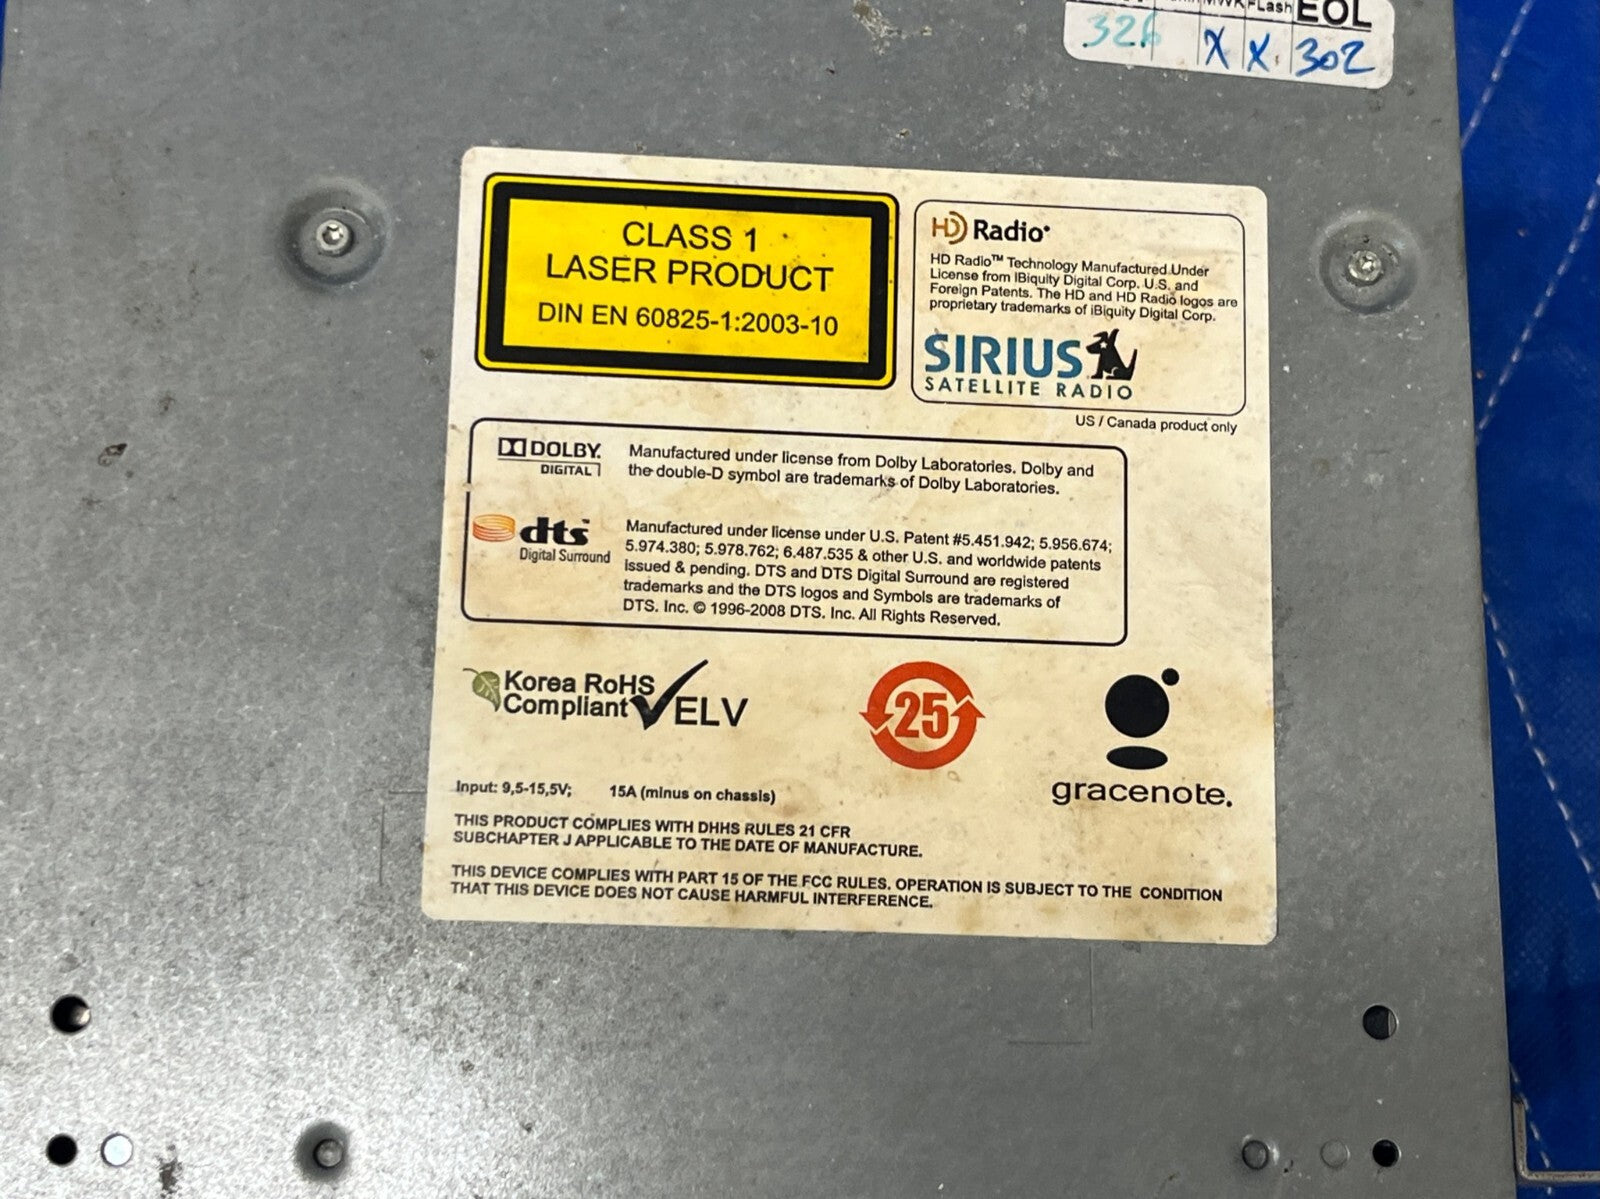 FLash EOL
326 X X 302
CLASS 1
LASER PRODUCT
DIN EN 60825-1:2003-10
HD Radio
HD Radio™ Technology Manufactured Under
License from IBiquity Digital Corp. U.S. and
Foreign Patents. The HD and HD Radio logos are
proprietary trademarks of iBiquity Digital Corp.
SIRIUS
SATELLITE RADIO
US / Canada product only
DOLBY
DIGITAL
Manufactured under license from Dolby Laboratories. Dolby and
the double-D symbol are trademarks of Dolby Laboratories.
dts™
Digital Surround
Manufactured under license under U.S. Patent #5.451.942; 5.956.674;
5.974.380; 5.978.762; 6.487.535 & other U.S. and worldwide patents
issued & pending. DTS and DTS Digital Surround are registered
trademarks and the DTS logos and Symbols are trademarks of
DTS. Inc. © 1996-2008 DTS. Inc. All Rights Reserved.
Korea RoHS
Compliant ELV
25
gracenote.
Input: 9,5-15,5V; 15A (minus on chassis)
THIS PRODUCT COMPLIES WITH DHHS RULES 21 CFR
SUBCHAPTER J APPLICABLE TO THE DATE OF MANUFACTURE.
THIS DEVICE COMPLIES WITH PART 15 OF THE FCC RULES. OPERATION IS SUBJECT TO THE CONDITION
THAT THIS DEVICE DOES NOT CAUSE HARMFUL INTERFERENCE.